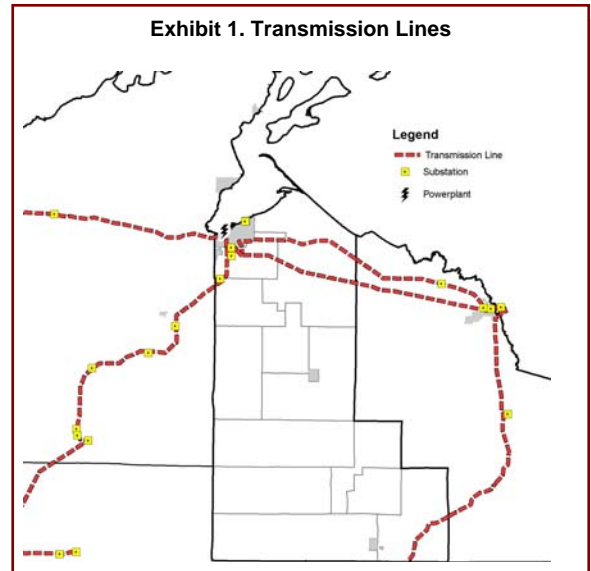 Exhibit 1. Transmission Lines
Legend
Transmission Line
Substation
Powerplant